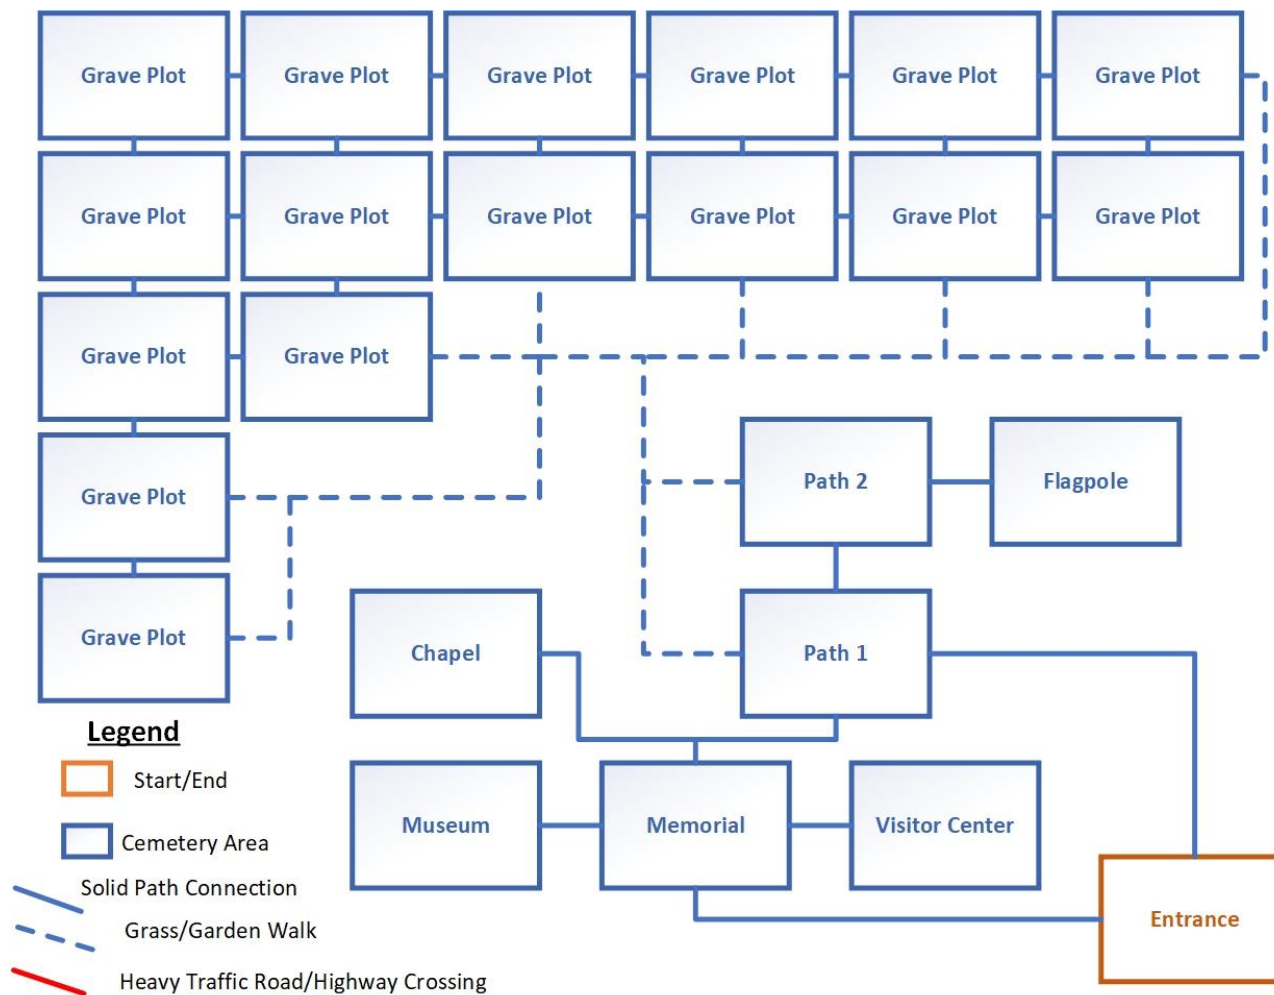 Grave Plot Grave Plot Grave Plot Grave Plot Grave Plot Grave Plot
Grave Plot Grave Plot Grave Plot Grave Plot Grave Plot Grave Plot
Grave Plot Grave Plot
Grave Plot
Path 2 Flagpole
Grave Plot
Chapel Path 1
Museum Memorial Visitor Center
Entrance
Legend
Start/End
Cemetery Area
Solid Path Connection
Grass/Garden Walk
Heavy Traffic Road/Highway Crossing